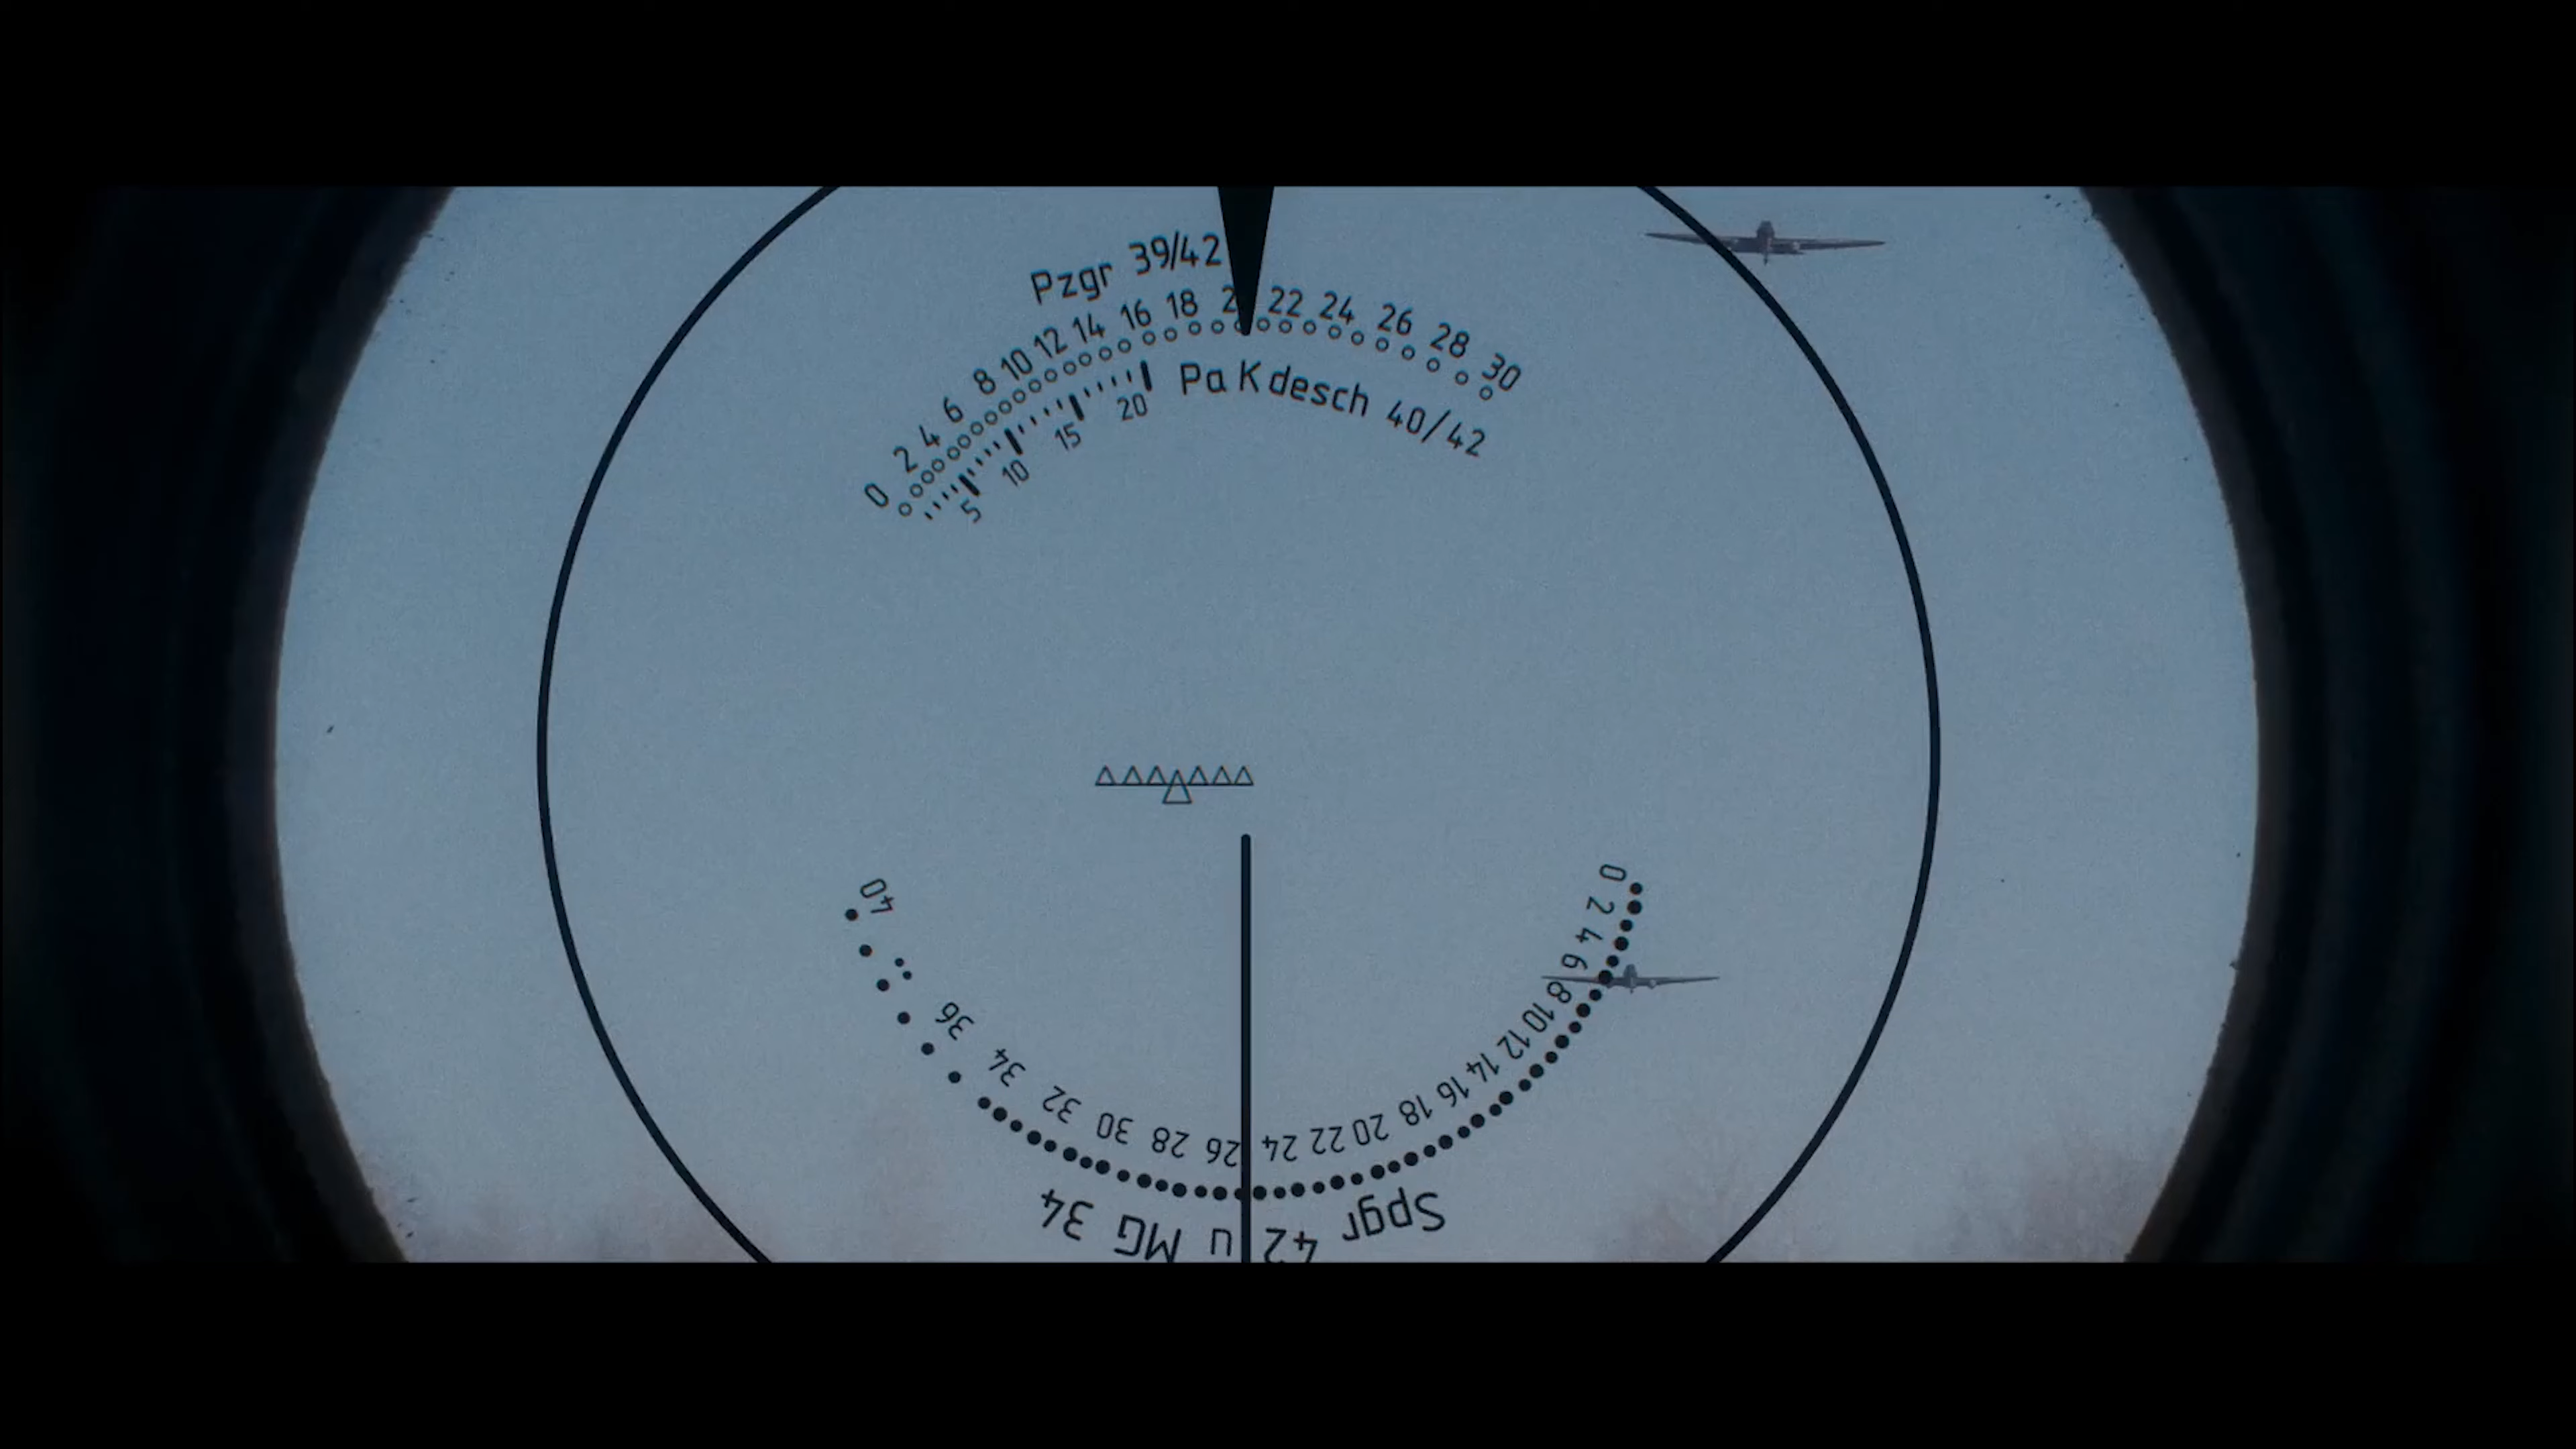 Pzgr 39/42
0 2 4 6 8 10 12 14 16 18 2 22 24 26 28 30
5 10 15 20
PaKdesch 40/42
0 2 4 6 8 10 12 14 16 18 20 22 24 26 28 30 32 34 36 40
Spgr 42 u MG 34